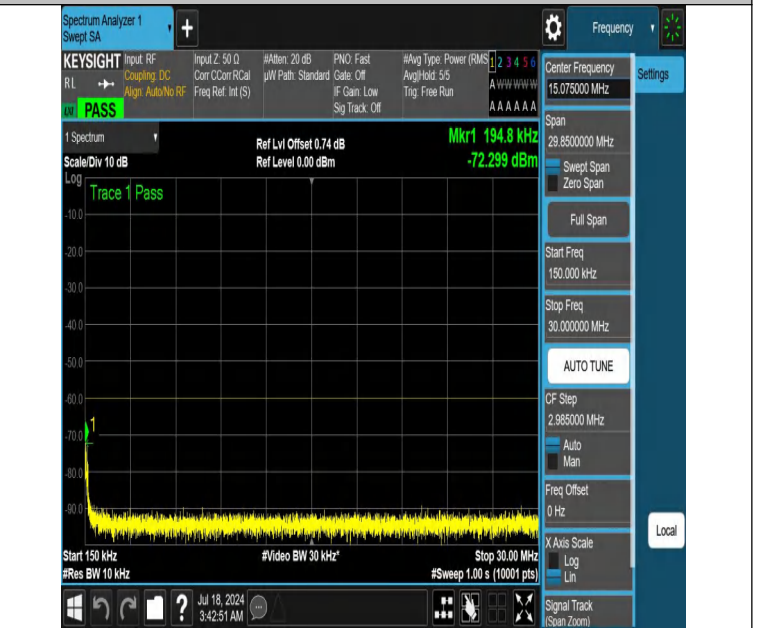 Spectrum Analyzer 1
Swept SA
+
Frequency
KEYSIGHT Input: RF Input Z: 50 Ω #Atten: 20 dB PNO: Fast #Avg Type: Power (RMS 1 2 3 4 5 6
RL Coupling: DC Corr CCorr RCal µW Path: Standard Gate: Off Avg|Hold: 5/5 A W W W W W
Align: Auto/No RF Freq Ref: Int (S) IF Gain: Low Trig: Free Run
PASS Sig Track: Off A A A A A A
Center Frequency
15.075000 MHz
Settings
1 Spectrum
Scale/Div 10 dB
Ref Lvl Offset 0.74 dB
Ref Level 0.00 dBm
Mkr1 194.8 kHz
-72.299 dBm
Log
Trace 1 Pass
-10.0
-20.0
-30.0
-40.0
-50.0
-60.0
-70.0
-80.0
-90.0
1
Start 150 kHz #Video BW 30 kHz* Stop 30.00 MHz
#Res BW 10 kHz #Sweep 1.00 s (10001 pts)
Span
29.8500000 MHz
Swept Span
Zero Span
Full Span
Start Freq
150.000 kHz
Stop Freq
30.000000 MHz
AUTO TUNE
CF Step
2.985000 MHz
Auto
Man
Freq Offset
0 Hz
X Axis Scale
Log
Lin
Signal Track
(Span Zoom)
Local
?
Jul 18, 2024
3:42:51 AM